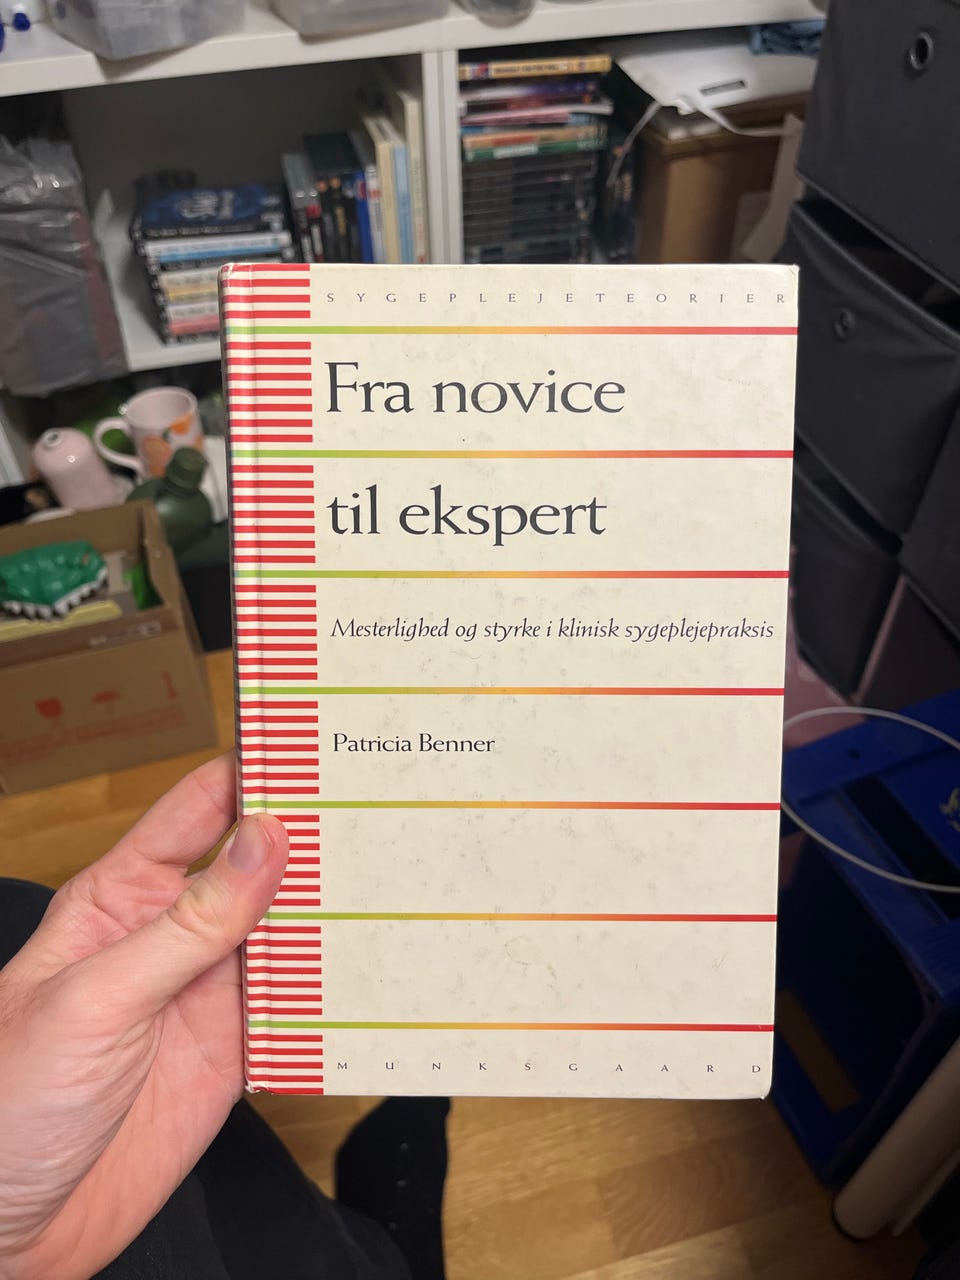 SYGEPLEJETEORIER
Fra novice
til ekspert
Mesterlighed og styrke i klinisk sygeplejepraksis
Patricia Benner
MUNKSGAARD